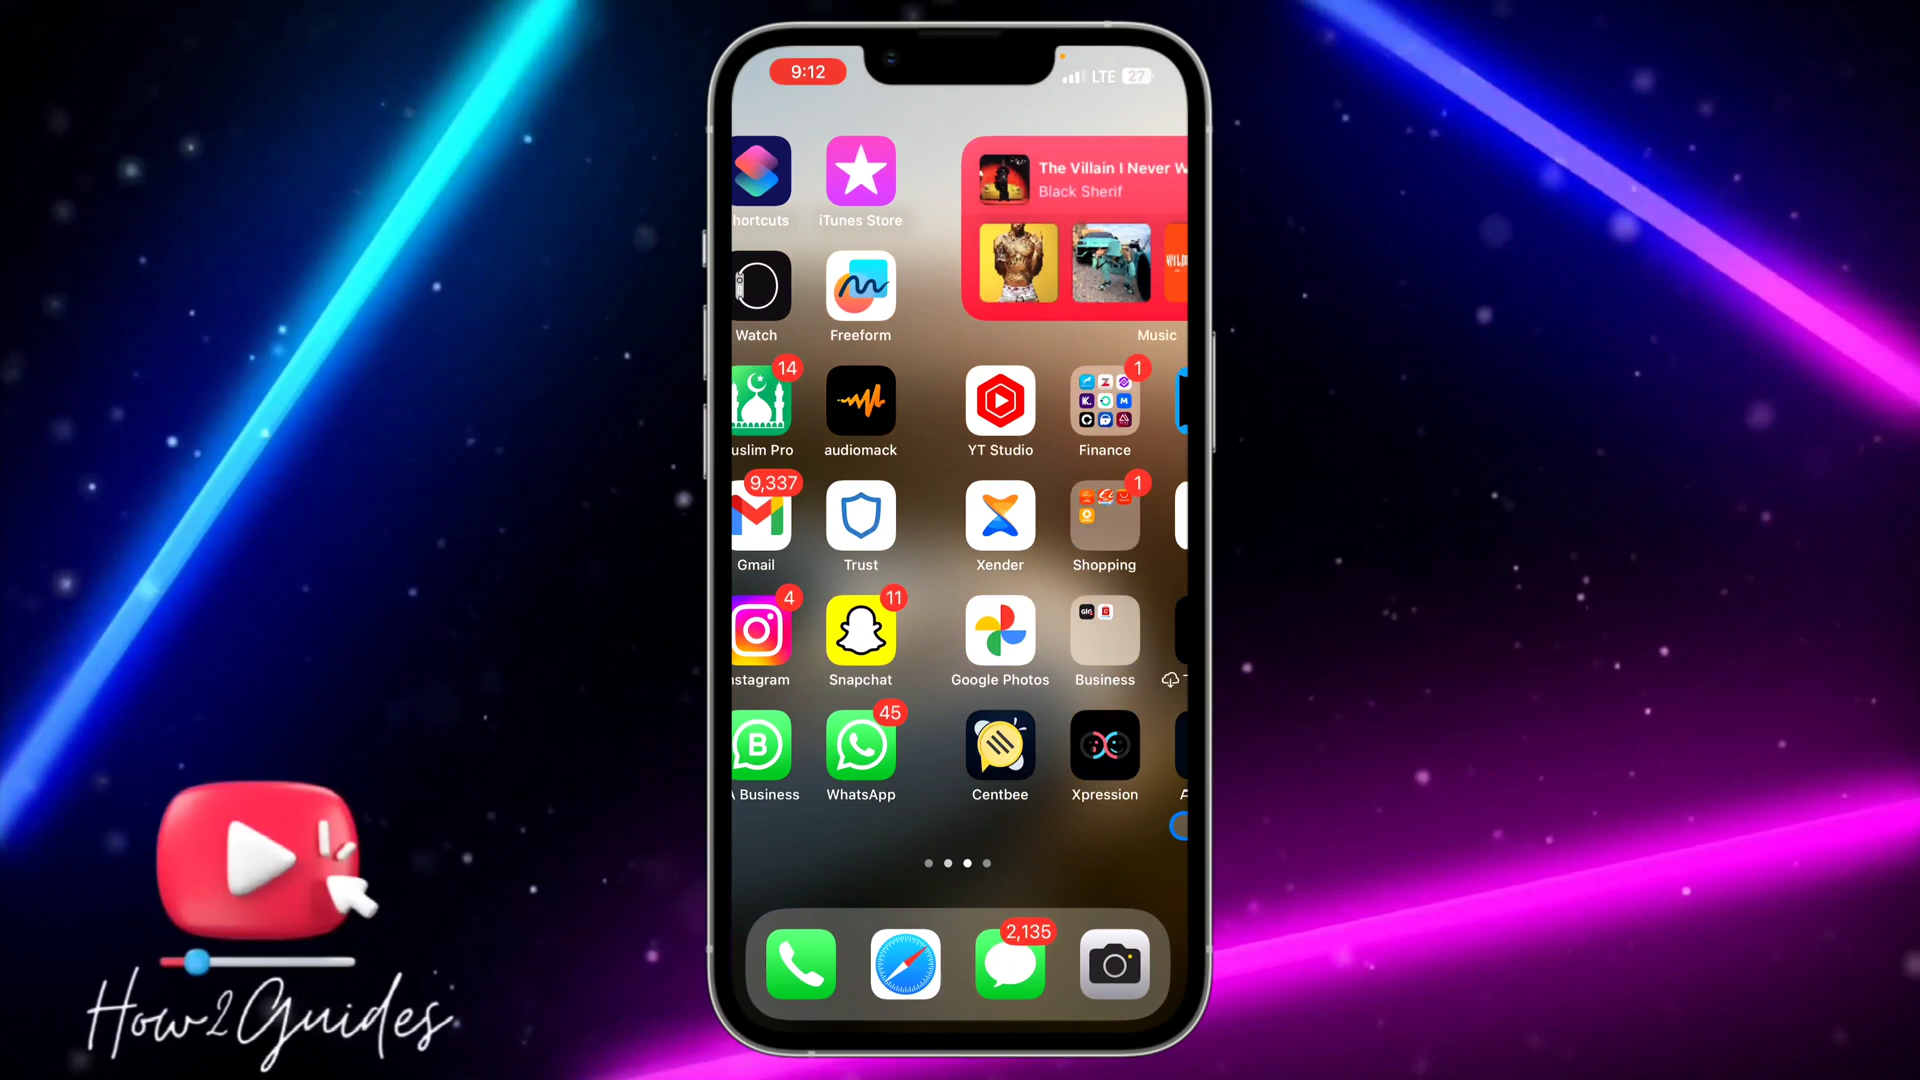 9:12
LTE 27
The Villain I Never W
Black Sherif
hortcuts
iTunes Store
Watch
Freeform
Music
14
1
uslim Pro
audiomack
YT Studio
Finance
9,337
1
Gmail
Trust
Xender
Shopping
4
11
nstagram
Snapchat
Google Photos
Business
45
B
A Business
WhatsApp
Centbee
Xpression
2,135
How2Guides